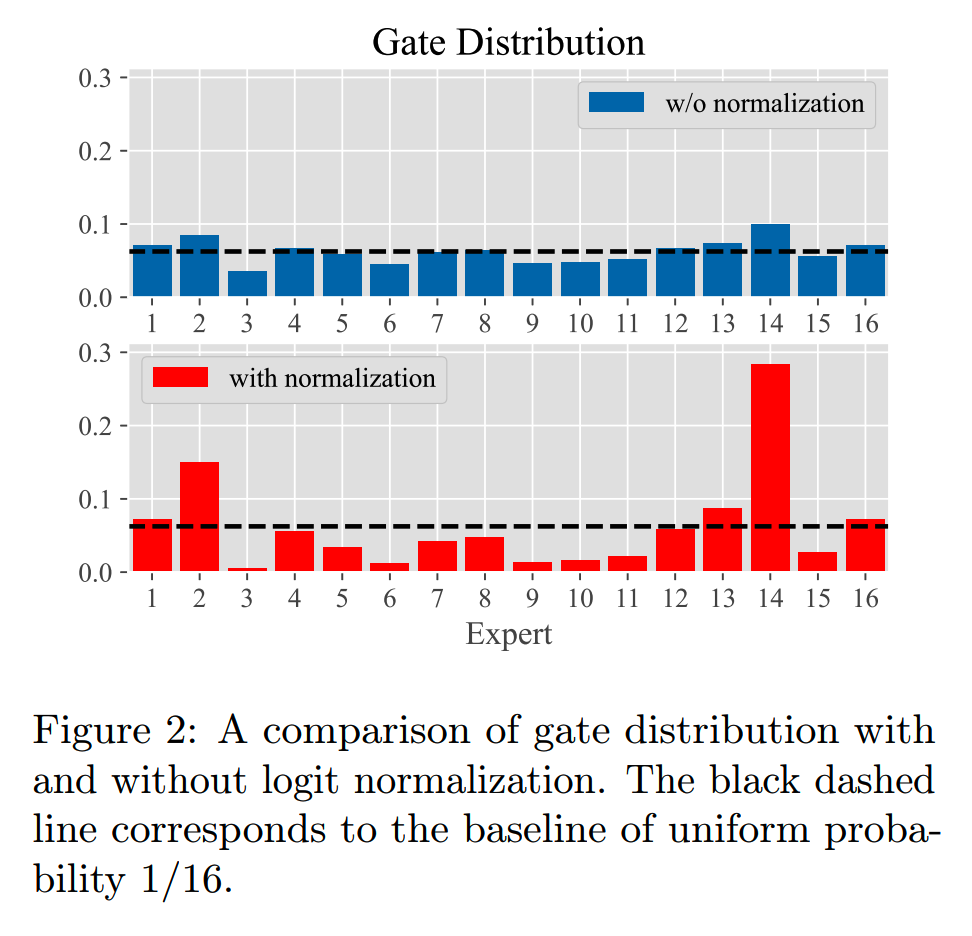 Gate Distribution
0.3
w/o normalization
0.2
0.1
0.0
1 2 3 4 5 6 7 8 9 10 11 12 13 14 15 16
0.3
with normalization
0.2
0.1
0.0
1 2 3 4 5 6 7 8 9 10 11 12 13 14 15 16
Expert
Figure 2: A comparison of gate distribution with
and without logit normalization. The black dashed
line corresponds to the baseline of uniform proba-
bility 1/16.